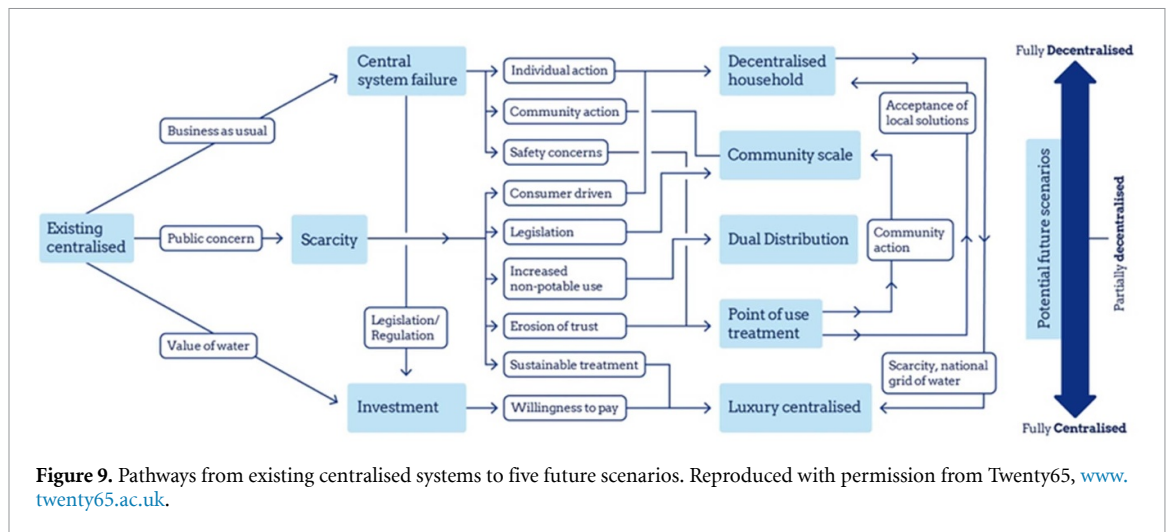 Central
system failure
Individual action
Decentralised
household
Fully Decentralised
Community action
Acceptance of
local solutions
Business as usual
Safety concerns
Community scale
Consumer driven
Existing
centralised
Public concern
Scarcity
Legislation
Dual Distribution
Community
action
Increased
non-potable use
Potential future scenarios
Partially decentralised
Legislation/
Regulation
Erosion of trust
Point of use
treatment
Value of water
Sustainable treatment
Scarcity, national
grid of water
Investment
Willingness to pay
Luxury centralised
Fully Centralised
Figure 9. Pathways from existing centralised systems to five future scenarios. Reproduced with permission from Twenty65, www.
twenty65.ac.uk.